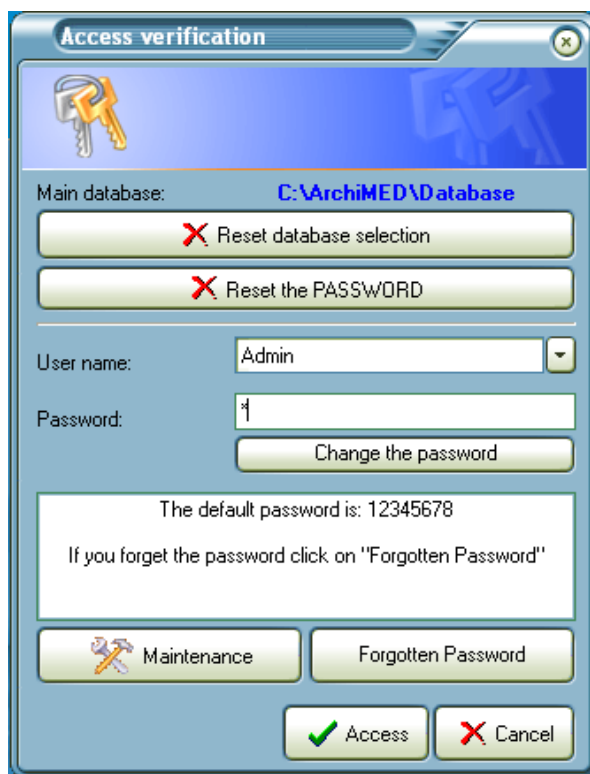 Access verification
Main database: C:\ArchiMED\Database
Reset database selection
Reset the PASSWORD
User name: Admin
Password: *
Change the password
The default password is: 12345678
If you forget the password click on "Forgotten Password"
Maintenance Forgotten Password
Access Cancel